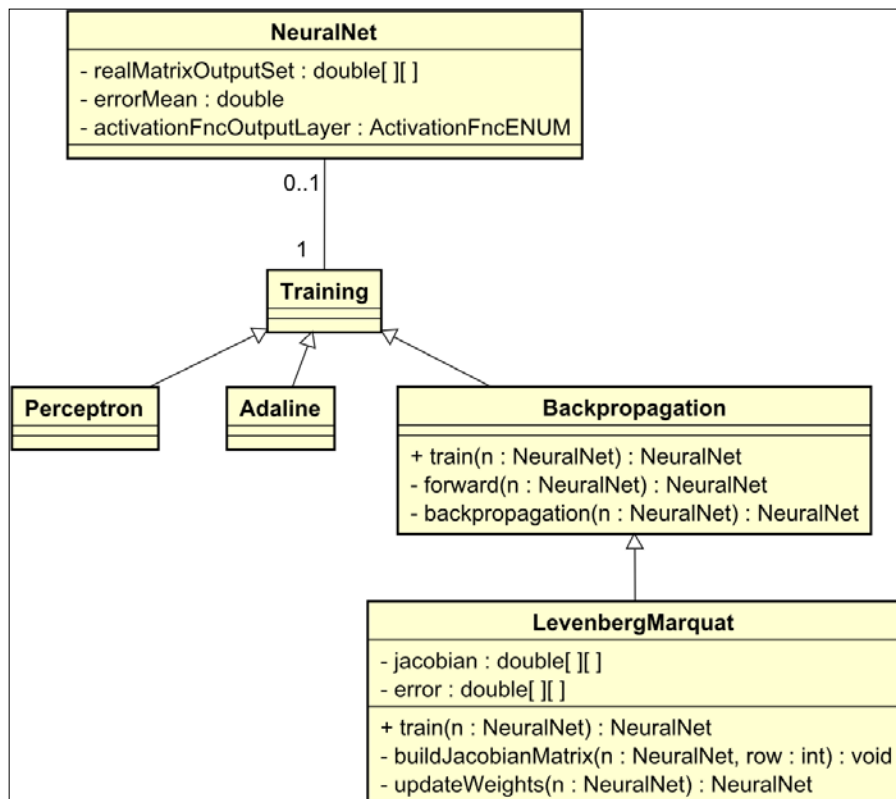 NeuralNet
- realMatrixOutputSet : double[ ][ ]
- errorMean : double
- activationFncOutputLayer : ActivationFncENUM
0..1
1
Training
Perceptron
Adaline
Backpropagation
+ train(n : NeuralNet) : NeuralNet
- forward(n : NeuralNet) : NeuralNet
- backpropagation(n : NeuralNet) : NeuralNet
LevenbergMarquat
- jacobian : double[ ][ ]
- error : double[ ][ ]
+ train(n : NeuralNet) : NeuralNet
- buildJacobianMatrix(n : NeuralNet, row : int) : void
- updateWeights(n : NeuralNet) : NeuralNet